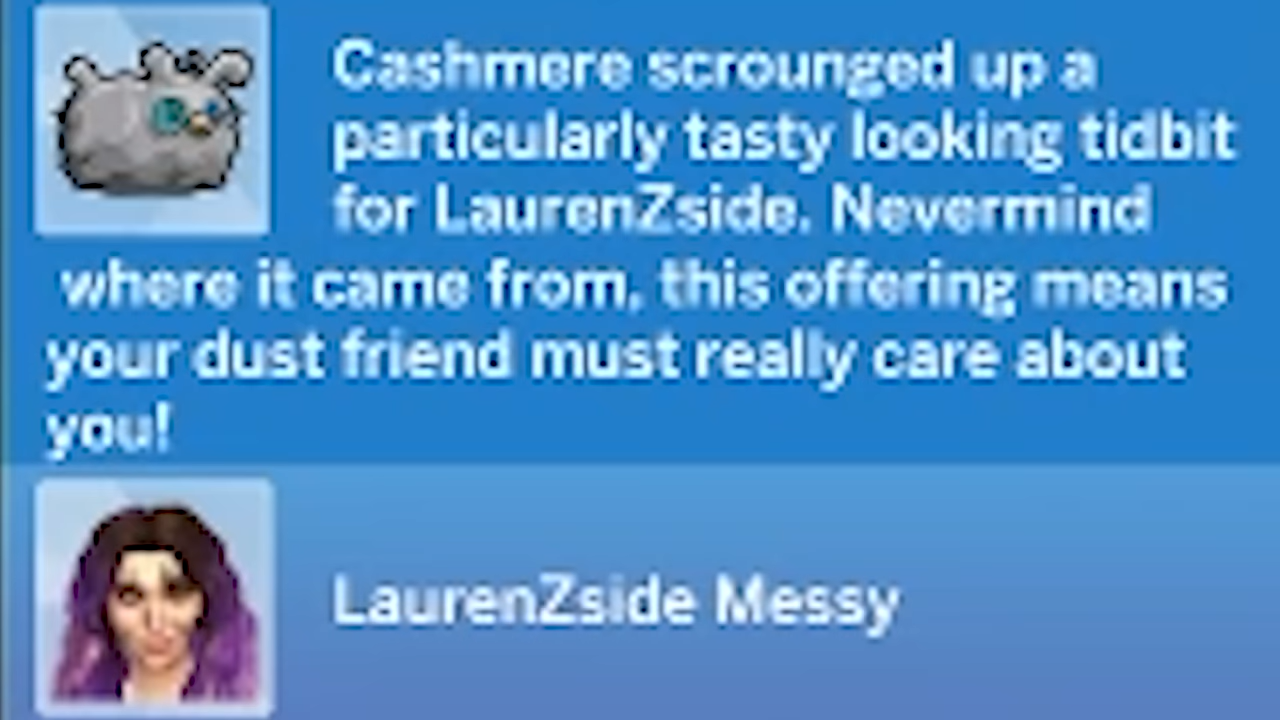 Cashmere scrounged up a
particularly tasty looking tidbit
for LaurenZside. Nevermind
where it came from, this offering means
your dust friend must really care about
you!
LaurenZside Messy